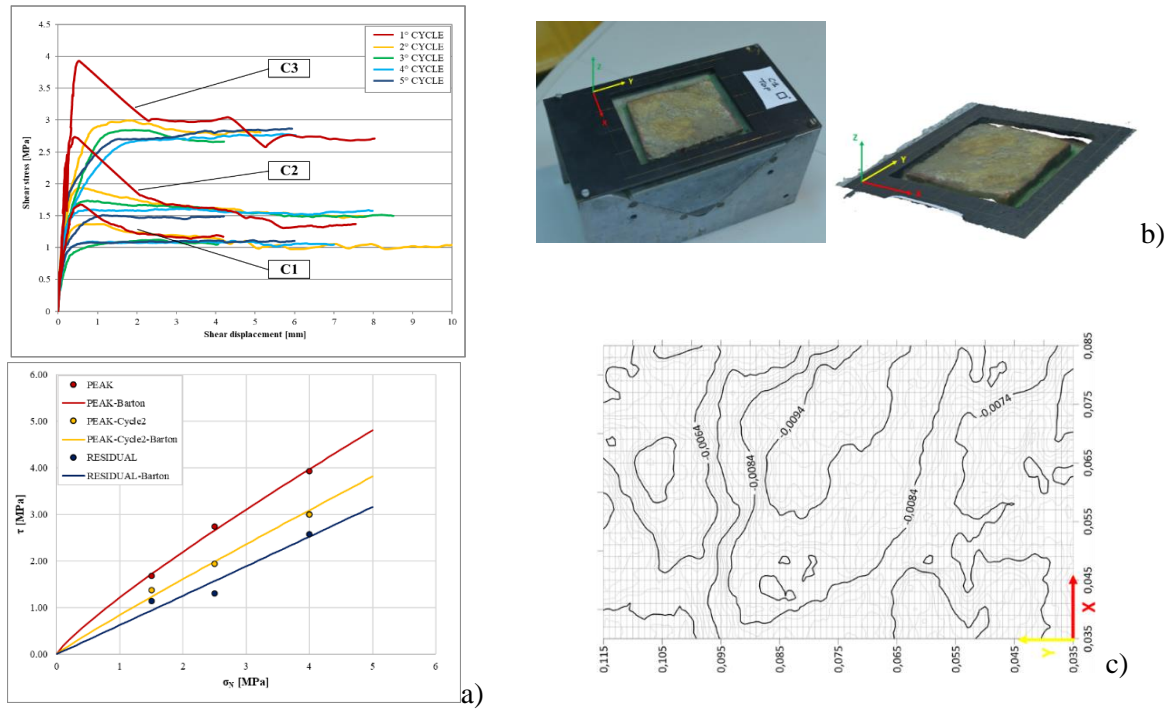 4.5
4
3.5
3
2.5
2
1.5
1
0.5
0
0 1 2 3 4 5 6 7 8 9 10
Shear stress [MPa]
Shear displacement [mm]
1° CYCLE
2° CYCLE
3° CYCLE
4° CYCLE
5° CYCLE
C3
C2
C1
6.00
5.00
4.00
3.00
2.00
1.00
0.00
0 1 2 3 4 5 6
τ [MPa]
σN [MPa]
PEAK
PEAK-Barton
PEAK-Cycle2
PEAK-Cycle2-Barton
RESIDUAL
RESIDUAL-Barton
a)
Z
Y
X
TOP
Z
Y
X
b)
-0,0064
-0,0084
-0,0094
-0,0084
-0,0074
0,085
0,075
0,065
0,055
0,045
0,035
X
Y
0,115
0,105
0,095
0,085
0,075
0,065
0,055
0,045
0,035
c)